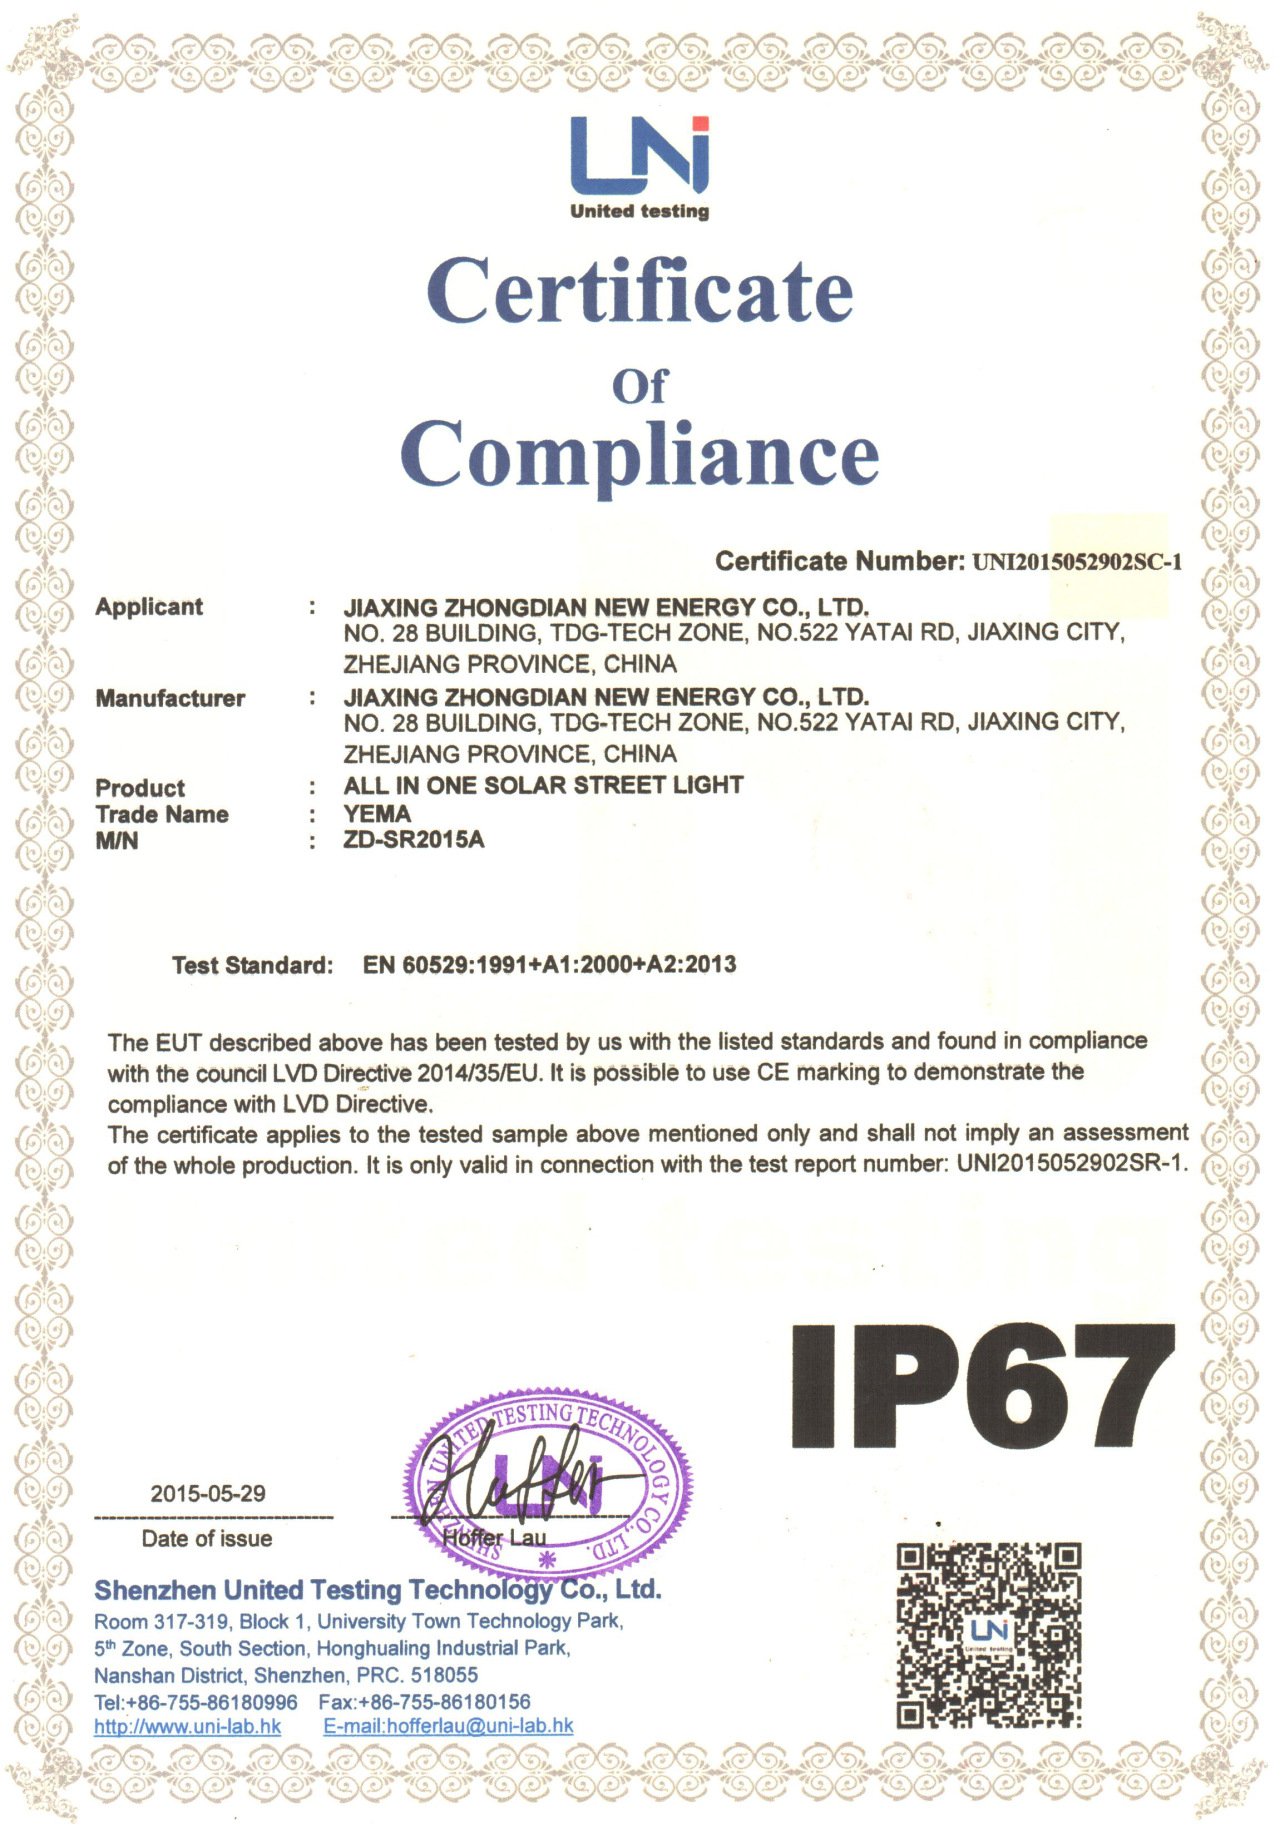 UNi
United testing
Certificate
Of
Compliance
Certificate Number: UNI2015052902SC-1
Applicant : JIAXING ZHONGDIAN NEW ENERGY CO., LTD.
NO. 28 BUILDING, TDG-TECH ZONE, NO.522 YATAI RD, JIAXING CITY,
ZHEJIANG PROVINCE, CHINA
Manufacturer : JIAXING ZHONGDIAN NEW ENERGY CO., LTD.
NO. 28 BUILDING, TDG-TECH ZONE, NO.522 YATAI RD, JIAXING CITY,
ZHEJIANG PROVINCE, CHINA
Product : ALL IN ONE SOLAR STREET LIGHT
Trade Name : YEMA
M/N : ZD-SR2015A
Test Standard: EN 60529:1991+A1:2000+A2:2013
The EUT described above has been tested by us with the listed standards and found in compliance
with the council LVD Directive 2014/35/EU. It is possible to use CE marking to demonstrate the
compliance with LVD Directive.
The certificate applies to the tested sample above mentioned only and shall not imply an assessment
of the whole production. It is only valid in connection with the test report number: UNI2015052902SR-1.
IP67
SHENZHEN UNITED TESTING TECHNOLOGY CO., LTD.
UNi
Hoffer
2015-05-29
Date of issue
Hoffer Lau
Shenzhen United Testing Technology Co., Ltd.
Room 317-319, Block 1, University Town Technology Park,
5th Zone, South Section, Honghualing Industrial Park,
Nanshan District, Shenzhen, PRC. 518055
Tel:+86-755-86180996 Fax:+86-755-86180156
http://www.uni-lab.hk E-mail:hofferlau@uni-lab.hk
UNi
United testing